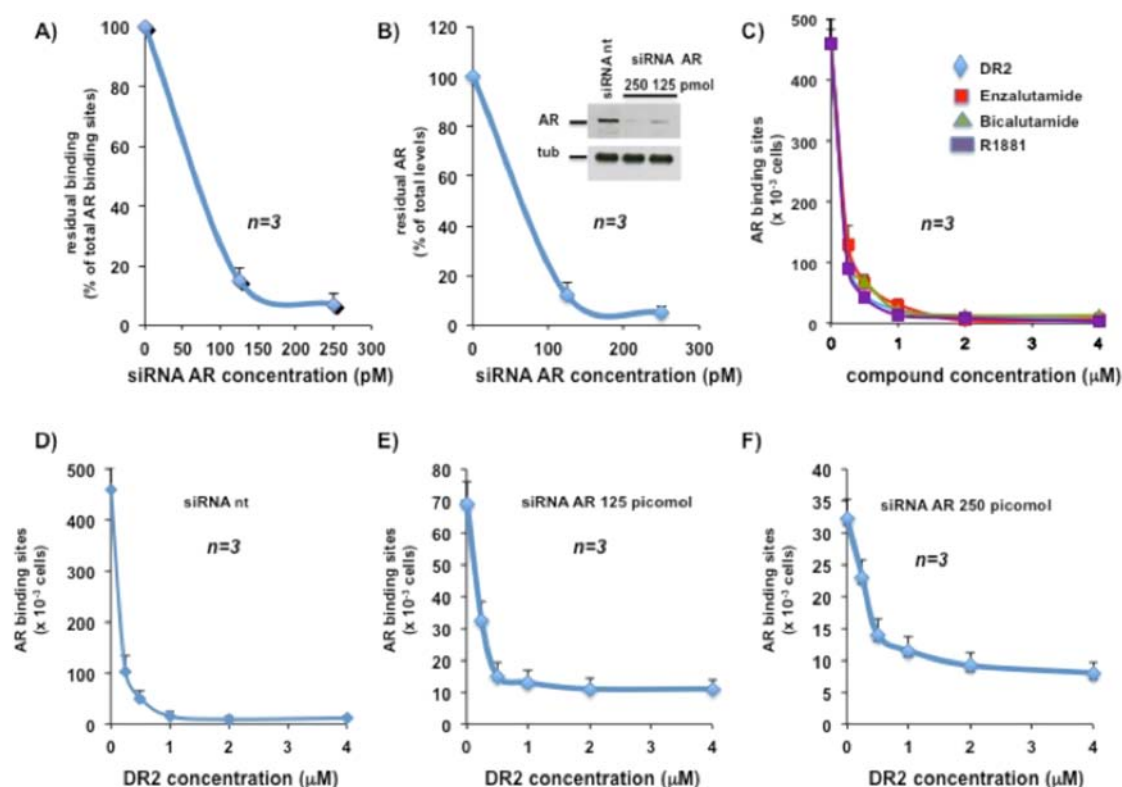 A)
100
80
60
40
20
0
residual binding
(% of total AR binding sites)
n=3
0 50 100 150 200 250 300
siRNA AR concentration (pM)
B)
120
100
80
60
40
20
0
residual AR
(% of total levels)
siRNA nt
siRNA AR
250 125 pmol
AR
tub
n=3
0 100 200 300
siRNA AR concentration (pM)
C)
500
400
300
200
100
0
AR binding sites
(x 10⁻³ cells)
DR2
Enzalutamide
Bicalutamide
R1881
n=3
0 1 2 3 4
compound concentration (μM)
D)
500
400
300
200
100
0
AR binding sites
(x 10⁻³ cells)
siRNA nt
n=3
0 1 2 3 4
DR2 concentration (μM)
E)
80
70
60
50
40
30
20
10
0
AR binding sites
(x 10⁻³ cells)
siRNA AR 125 picomol
n=3
0 1 2 3 4
DR2 concentration (μM)
F)
40
35
30
25
20
15
10
5
0
AR binding sites
(x 10⁻³ cells)
siRNA AR 250 picomol
n=3
0 1 2 3 4
DR2 concentration (μM)